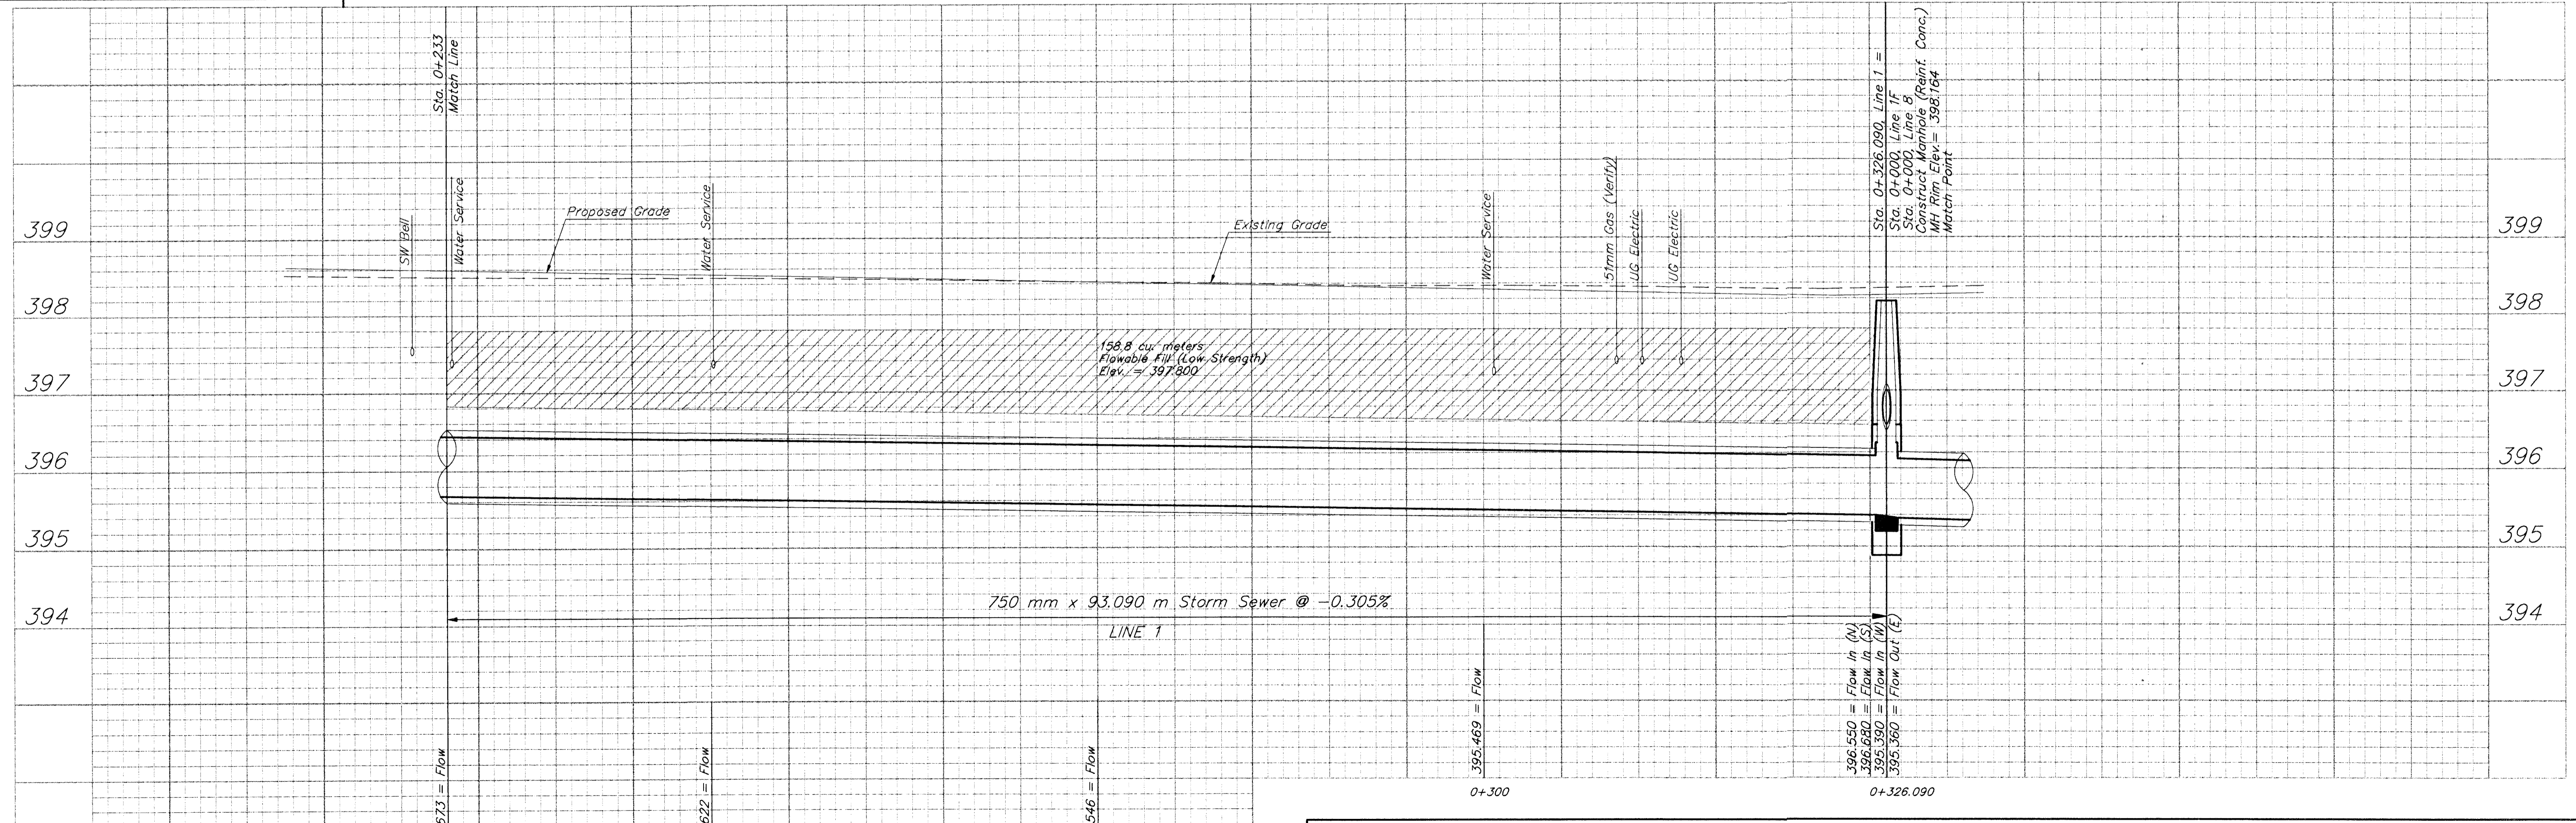 Sta. 0+233
Match Line
Sta. 0+326.090, Line 1 =
Sta. 0+000, Line 1F
Sta. 0+000, Line 8
Construct Manhole (Reinf. Conc.)
MH Rim Elev.= 398.164
Match Point
SW Bell
Water Service
Proposed Grade
Water Service
Existing Grade
Water Service
51mm Gas (Verify)
UG Electric
UG Electric
399
399
398
398
158.8 cu. meters
Flowable Fill (Low Strength)
Elev. = 397.800
397
397
396
396
395
395
750 mm x 93.090 m Storm Sewer @ -0.305%
394
394
LINE 1
673 = Flow
622 = Flow
546 = Flow
395.469 = Flow
396.550 = Flow In (N)
396.680 = Flow In (S)
395.390 = Flow In (W)
395.360 = Flow Out (E)
0+300
0+326.090